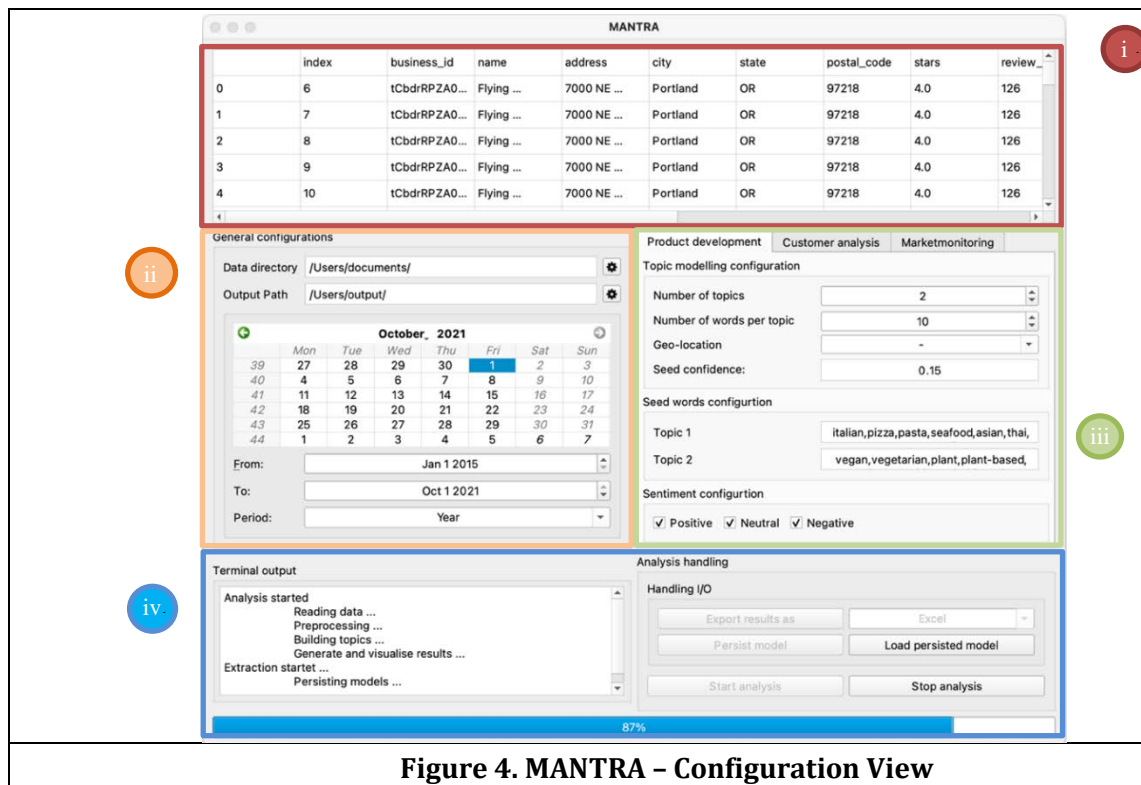 MANTRA
i
index business_id name address city state postal_code stars review_
0 6 tCbdrRPZA0... Flying ... 7000 NE ... Portland OR 97218 4.0 126
1 7 tCbdrRPZA0... Flying ... 7000 NE ... Portland OR 97218 4.0 126
2 8 tCbdrRPZA0... Flying ... 7000 NE ... Portland OR 97218 4.0 126
3 9 tCbdrRPZA0... Flying ... 7000 NE ... Portland OR 97218 4.0 126
4 10 tCbdrRPZA0... Flying ... 7000 NE ... Portland OR 97218 4.0 126
ii
General configurations
Data directory /Users/documents/
Output Path /Users/output/
October, 2021
Mon Tue Wed Thu Fri Sat Sun
39 27 28 29 30 1 2 3
40 4 5 6 7 8 9 10
41 11 12 13 14 15 16 17
42 18 19 20 21 22 23 24
43 25 26 27 28 29 30 31
44 1 2 3 4 5 6 7
From: Jan 1 2015
To: Oct 1 2021
Period: Year
iii
Product development Customer analysis Marketmonitoring
Topic modelling configuration
Number of topics 2
Number of words per topic 10
Geo-location -
Seed confidence: 0.15
Seed words configurtion
Topic 1 italian,pizza,pasta,seafood,asian,thai,
Topic 2 vegan,vegetarian,plant,plant-based,
Sentiment configurtion
Positive Neutral Negative
iv
Terminal output
Analysis started
Reading data ...
Preprocessing ...
Building topics ...
Generate and visualise results ...
Extraction startet ...
Persisting models ...
Analysis handling
Handling I/O
Export results as Excel
Persist model Load persisted model
Start analysis Stop analysis
87%
Figure 4. MANTRA – Configuration View